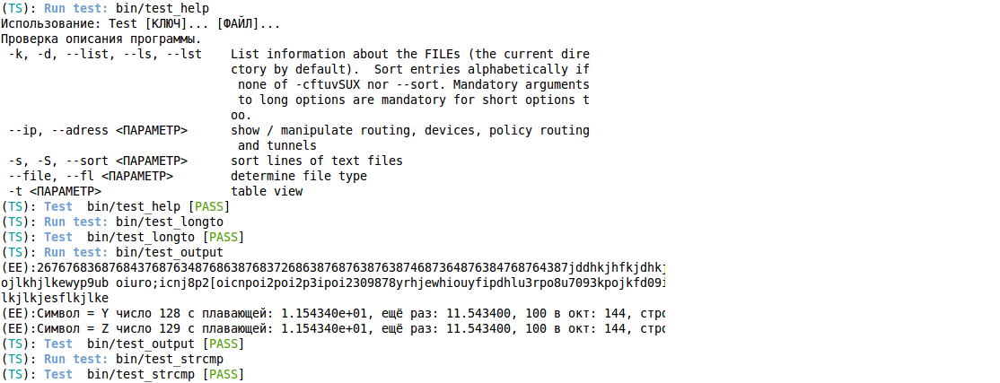 (TS): Run test: bin/test_help
Использование: Test [КЛЮЧ]... [ФАЙЛ]...
Проверка описания программы.
 -k, -d, --list, --ls, --lst    List information about the FILEs (the current dire
                                ctory by default).  Sort entries alphabetically if
                                 none of -cftuvSUX nor --sort. Mandatory arguments
                                 to long options are mandatory for short options t
                                oo.
 --ip, --adress <ПАРАМЕТР>      show / manipulate routing, devices, policy routing
                                 and tunnels
 -s, -S, --sort <ПАРАМЕТР>      sort lines of text files
 --file, --fl <ПАРАМЕТР>        determine file type
 -t <ПАРАМЕТР>                  table view
(TS): Test  bin/test_help [PASS]
(TS): Run test: bin/test_longto
(TS): Test  bin/test_longto [PASS]
(TS): Run test: bin/test_output
(EE):26767683687684376876348768638768372686387687638763874687364876384768764387jddhkjhfkjdhkj
ojlkhjlkewyp9ub oiuro;icnj8p2[oicnpoi2poi2p3ipoi2309878yrhjewhiouyfipdhlu3rpo8u7093kpojkfd09i
lkjlkjesflkjlke
(EE):Символ = Y число 128 с плавающей: 1.154340e+01, ещё раз: 11.543400, 100 в окт: 144, стро
(EE):Символ = Z число 129 с плавающей: 1.154340e+01, ещё раз: 11.543400, 100 в окт: 144, стро
(TS): Test  bin/test_output [PASS]
(TS): Run test: bin/test_strcmp
(TS): Test  bin/test_strcmp [PASS]